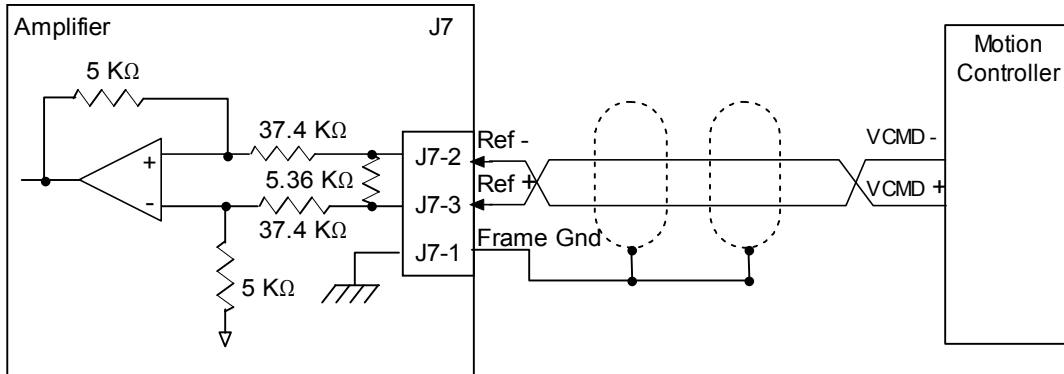 Amplifier
J7
5 KΩ
37.4 KΩ
5.36 KΩ
37.4 KΩ
5 KΩ
+
-
J7-2
J7-3
J7-1
Ref -
Ref +
Frame Gnd
VCMD -
VCMD +
Motion
Controller